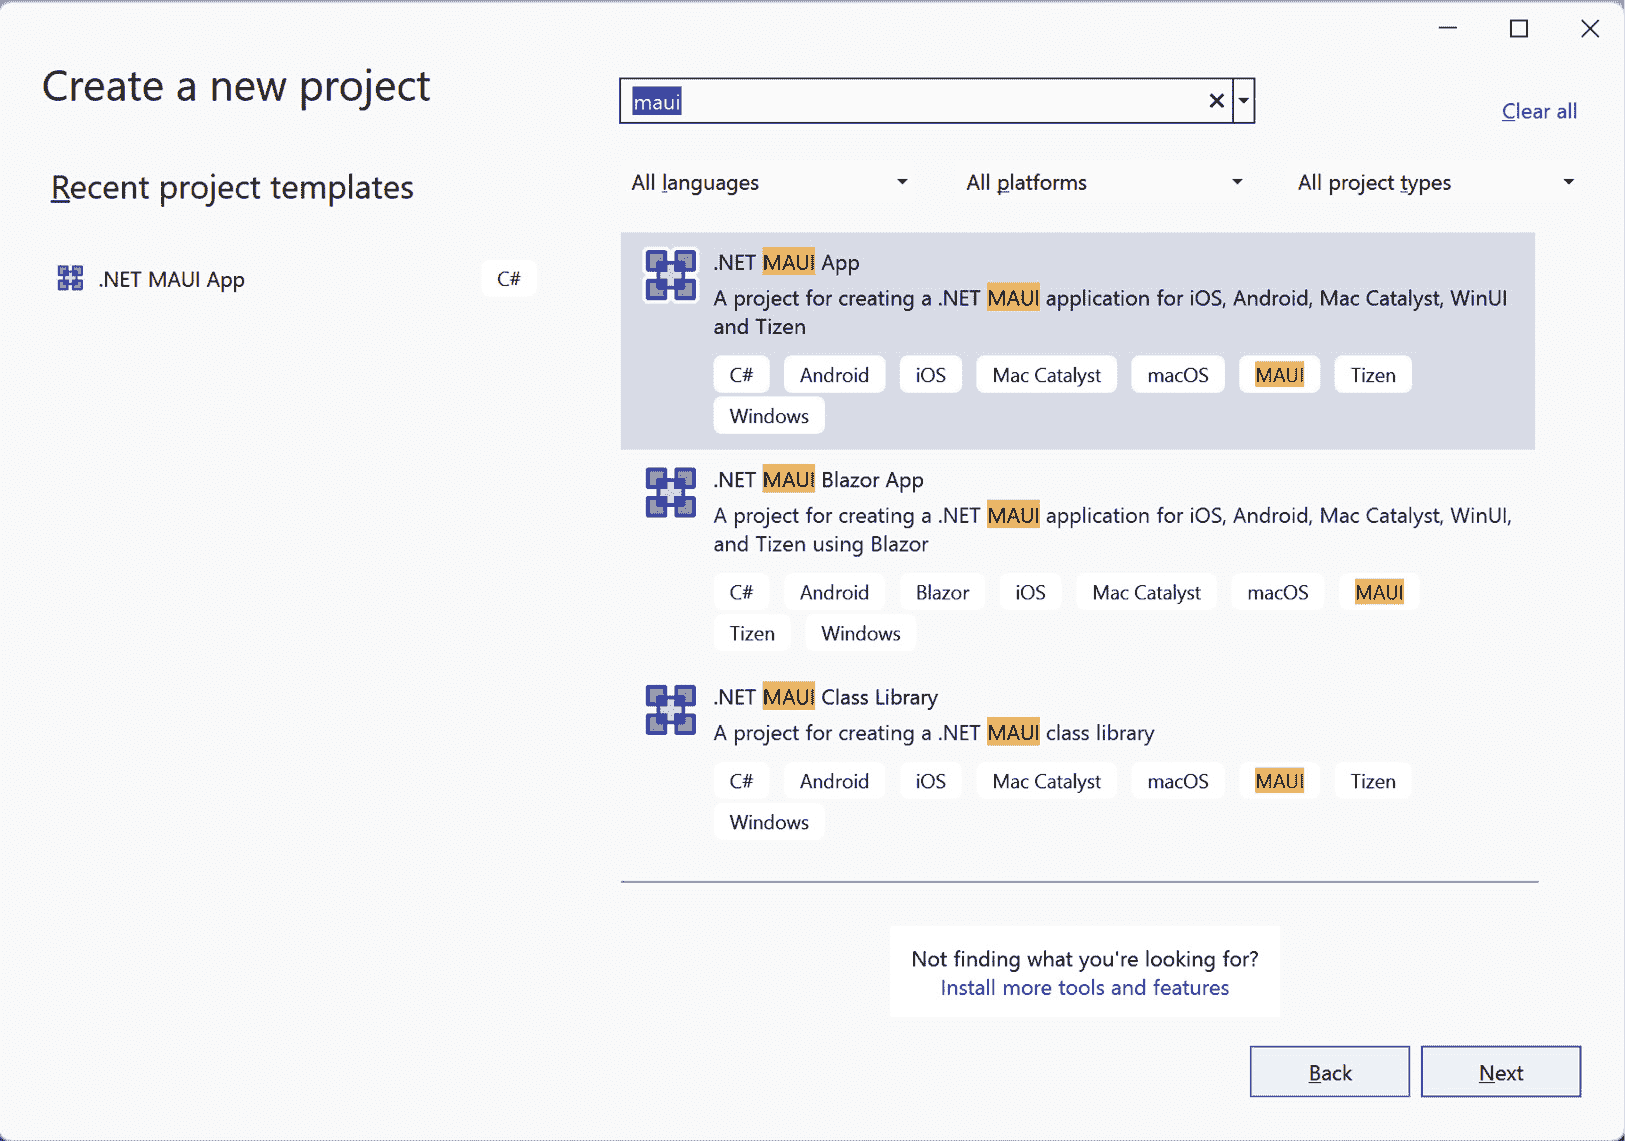 Create a new project
maui
Clear all
Recent project templates
All languages
All platforms
All project types
.NET MAUI App
C#
.NET MAUI App
A project for creating a .NET MAUI application for iOS, Android, Mac Catalyst, WinUI
and Tizen
C# Android iOS Mac Catalyst macOS MAUI Tizen
Windows
.NET MAUI Blazor App
A project for creating a .NET MAUI application for iOS, Android, Mac Catalyst, WinUI,
and Tizen using Blazor
C# Android Blazor iOS Mac Catalyst macOS MAUI
Tizen Windows
.NET MAUI Class Library
A project for creating a .NET MAUI class library
C# Android iOS Mac Catalyst macOS MAUI Tizen
Windows
Not finding what you're looking for?
Install more tools and features
Back
Next